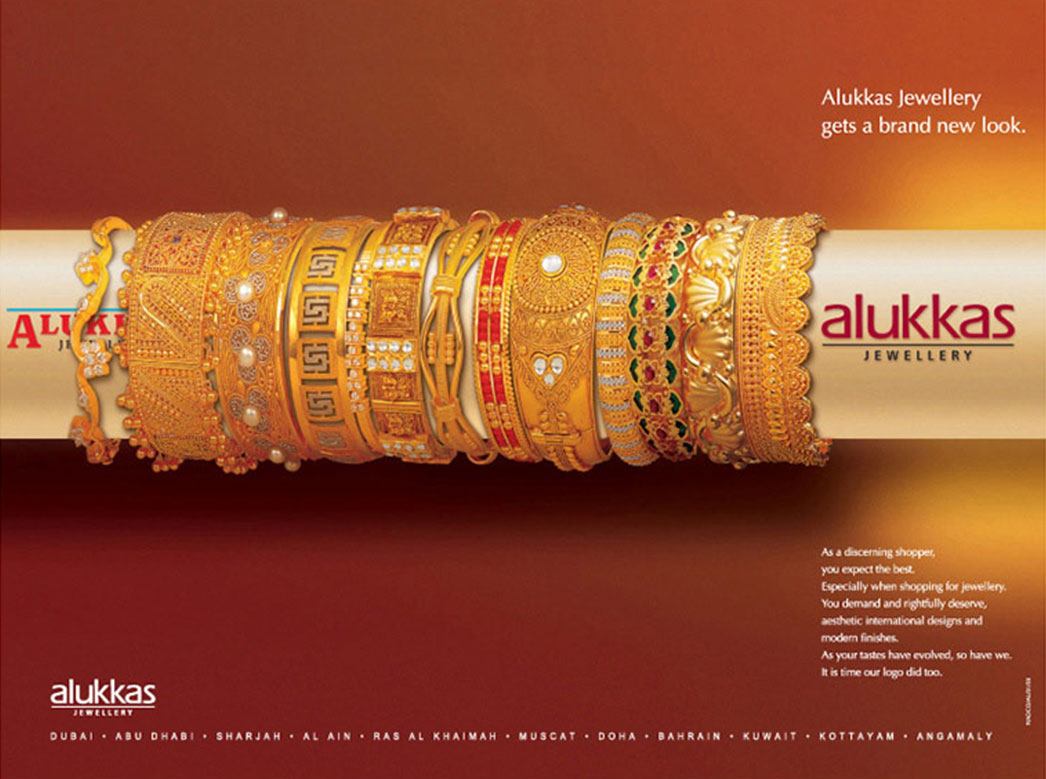 Alukkas Jewellery
gets a brand new look.
alukkas
JEWELLERY
As a discerning shopper,
you expect the best.
Especially when shopping for jewellery.
You demand and rightfully deserve,
aesthetic international designs and
modern finishes.
As your tastes have evolved, so have we.
It is time our logo did too.
alukkas
JEWELLERY
DUBAI • ABU DHABI • SHARJAH • AL AIN • RAS AL KHAIMAH • MUSCAT • DOHA • BAHRAIN • KUWAIT • KOTTAYAM • ANGAMALY